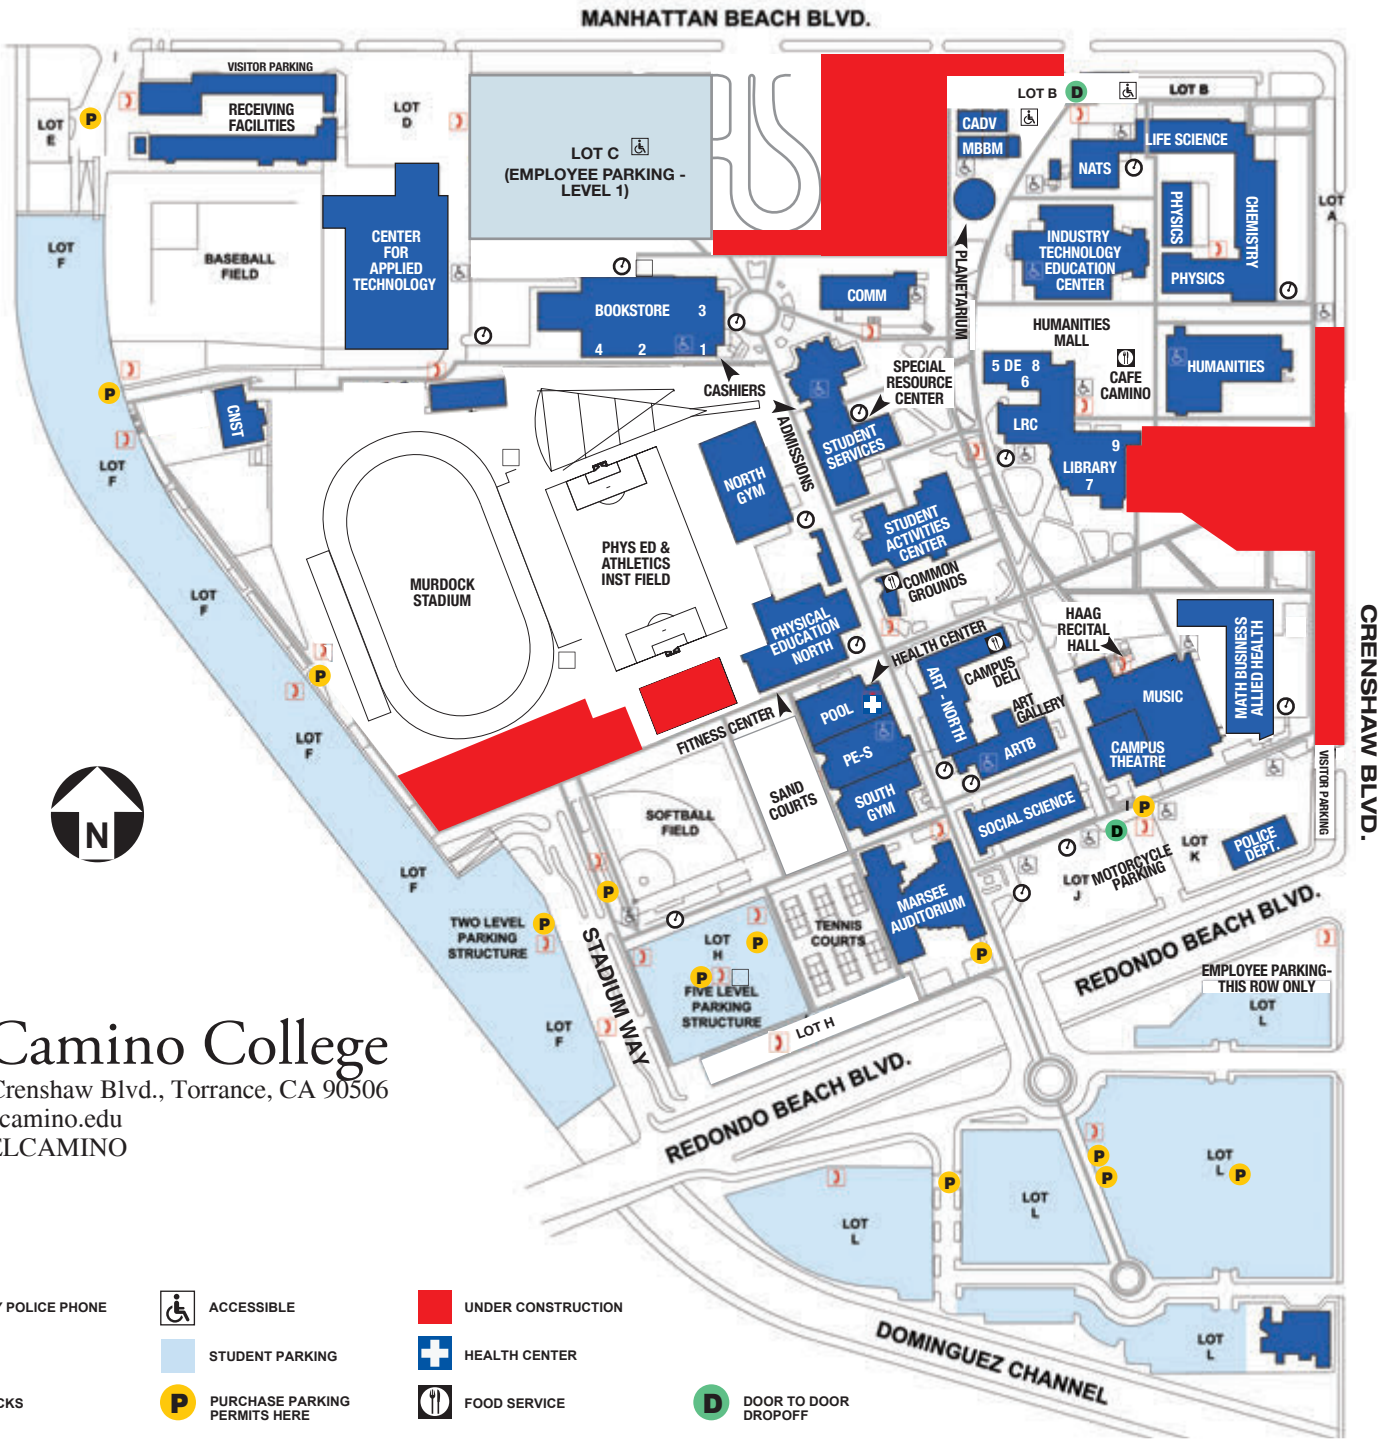 MANHATTAN BEACH BLVD.
VISITOR PARKING
RECEIVING
FACILITIES
LOT
E
P
LOT
D
LOT C
(EMPLOYEE PARKING -
LEVEL 1)
LOT B
D
LOT B
CADV
MBBM
NATS
LIFE SCIENCE
PHYSICS
CHEMISTRY
PHYSICS
LOT
A
INDUSTRY
TECHNOLOGY
EDUCATION
CENTER
PLANETARIUM
LOT
F
BASEBALL
FIELD
CENTER
FOR
APPLIED
TECHNOLOGY
BOOKSTORE 3
4 2 1
COMM
HUMANITIES
MALL
HUMANITIES
CAFE
CAMINO
5 DE 8
6
LRC
9
LIBRARY
7
CASHIERS
SPECIAL
RESOURCE
CENTER
ADMISSIONS
STUDENT
SERVICES
P
CNST
LOT
F
NORTH
GYM
STUDENT
ACTIVITIES
CENTER
COMMON
GROUNDS
PHYS ED &
ATHLETICS
INST FIELD
MURDOCK
STADIUM
LOT
F
PHYSICAL
EDUCATION
NORTH
HEALTH CENTER
HAAG
RECITAL
HALL
MATH BUSINESS
ALLIED HEALTH
CRENSHAW BLVD.
P
LOT
F
POOL
PE-S
SOUTH
GYM
ART - NORTH
CAMPUS
DELI
ART
GALLERY
ARTB
MUSIC
CAMPUS
THEATRE
FITNESS CENTER
SAND
COURTS
SOFTBALL
FIELD
SOCIAL SCIENCE
I
P
D
VISITOR PARKING
N
LOT
K
POLICE
DEPT.
MOTORCYCLE
PARKING
LOT
J
LOT
F
P
TWO LEVEL
PARKING
STRUCTURE
P
MARSEE
AUDITORIUM
TENNIS
COURTS
P
LOT
H
P
P
FIVE LEVEL
PARKING
STRUCTURE
STADIUM WAY
LOT H
REDONDO BEACH BLVD.
EMPLOYEE PARKING-
THIS ROW ONLY
LOT
L
LOT
F
REDONDO BEACH BLVD.
Camino College
Crenshaw Blvd., Torrance, CA 90506
camino.edu
ELCAMINO
P
P
P
LOT
L
P
LOT
L
LOT
L
DOMINGUEZ CHANNEL
LOT
L
Y POLICE PHONE
ACCESSIBLE
UNDER CONSTRUCTION
STUDENT PARKING
HEALTH CENTER
CKS
P
PURCHASE PARKING
PERMITS HERE
FOOD SERVICE
D
DOOR TO DOOR
DROPOFF